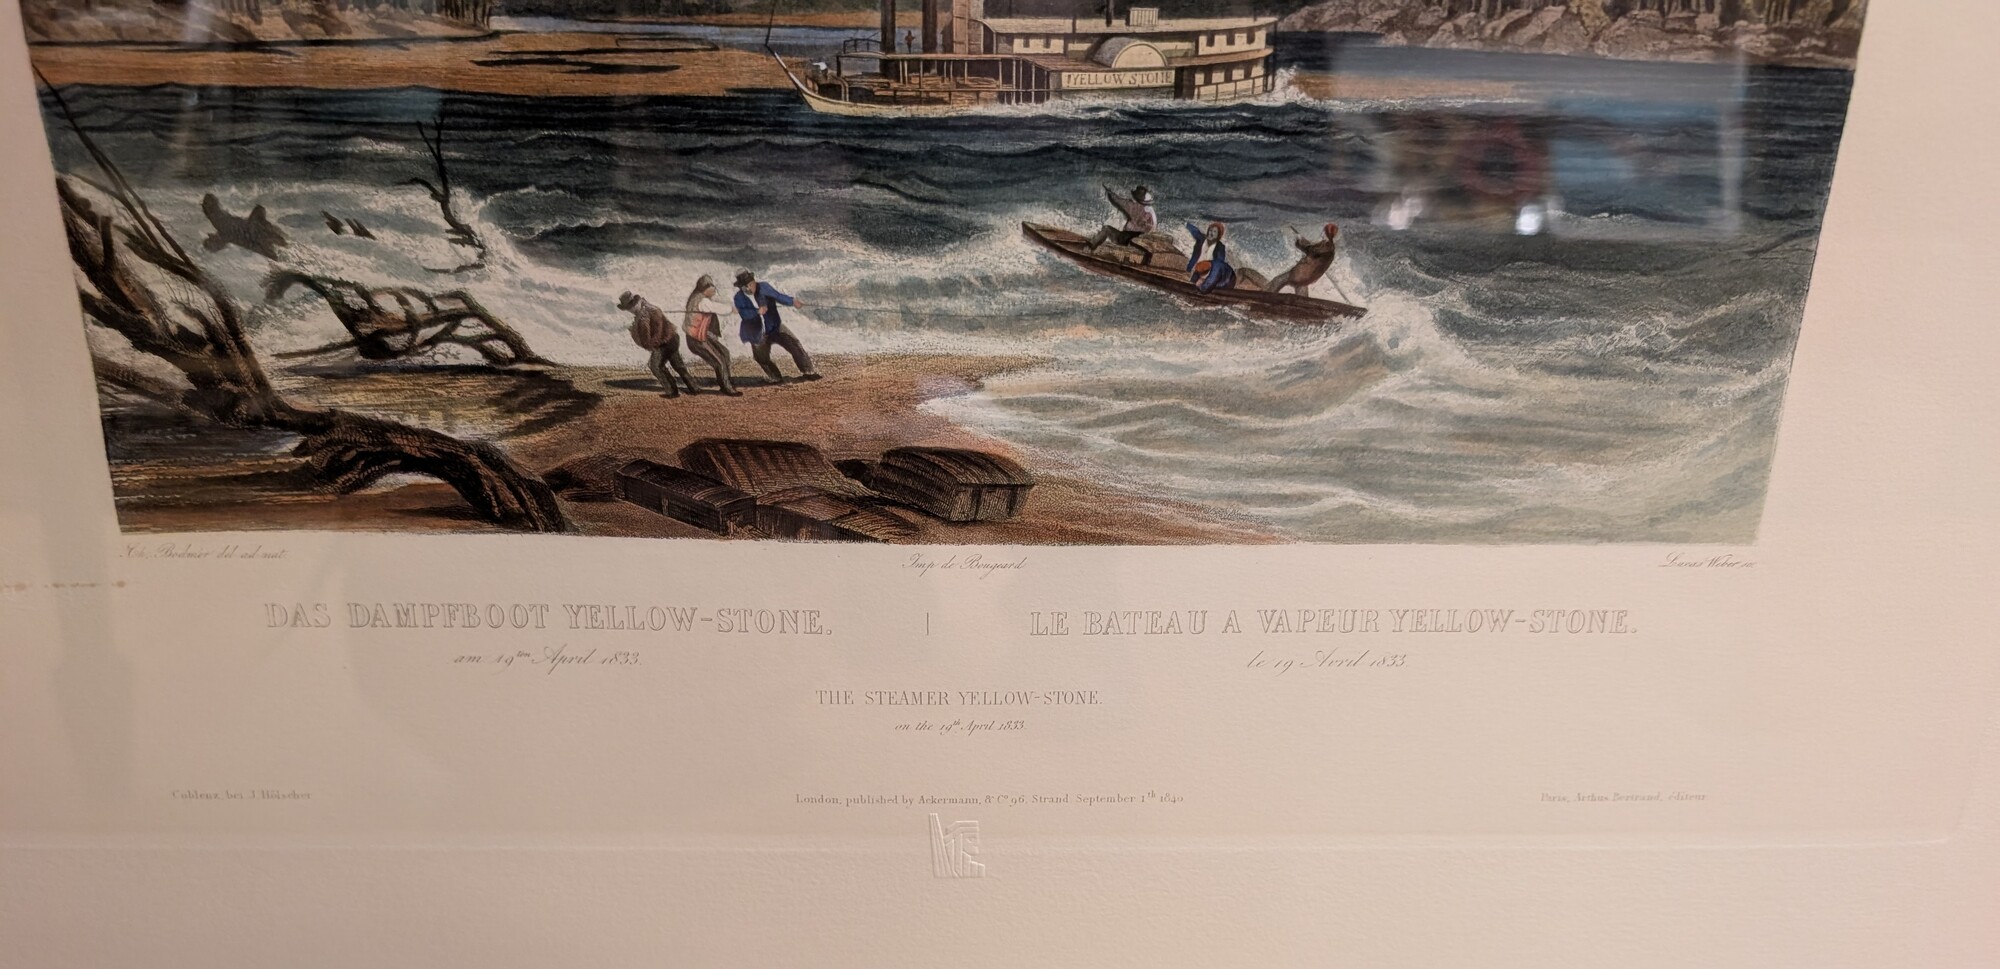 YELLOW STONE
Ch. Bodmer del ad nat.
Imp de Bougeard
Lucas Weber sc.
DAS DAMPFBOOT YELLOW-STONE. | LE BATEAU A VAPEUR YELLOW-STONE.
am 19ten April 1833.
le 19 Avril 1833
THE STEAMER YELLOW-STONE.
on the 19th April 1833.
Coblenz, bei J. Hölscher
London, published by Ackermann, & Co 96, Strand. September 1th 1840
Paris, Arthus Bertrand, éditeur